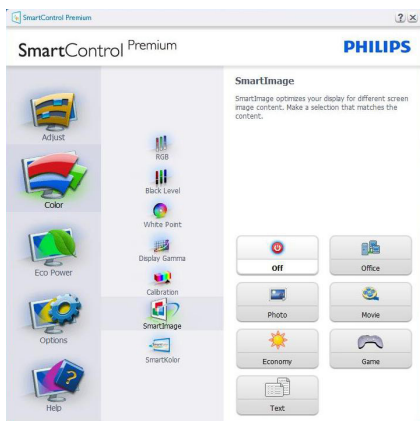 SmartControl Premium
SmartControl Premium
PHILIPS
Adjust
Color
Eco Power
Options
Help
RGB
Black Level
White Point
Display Gamma
Calibration
SmartImage
SmartKolor
SmartImage
SmartImage optimizes your display for different screen
image content. Make a selection that matches the
content.
Off
Office
Photo
Movie
Economy
Game
Text